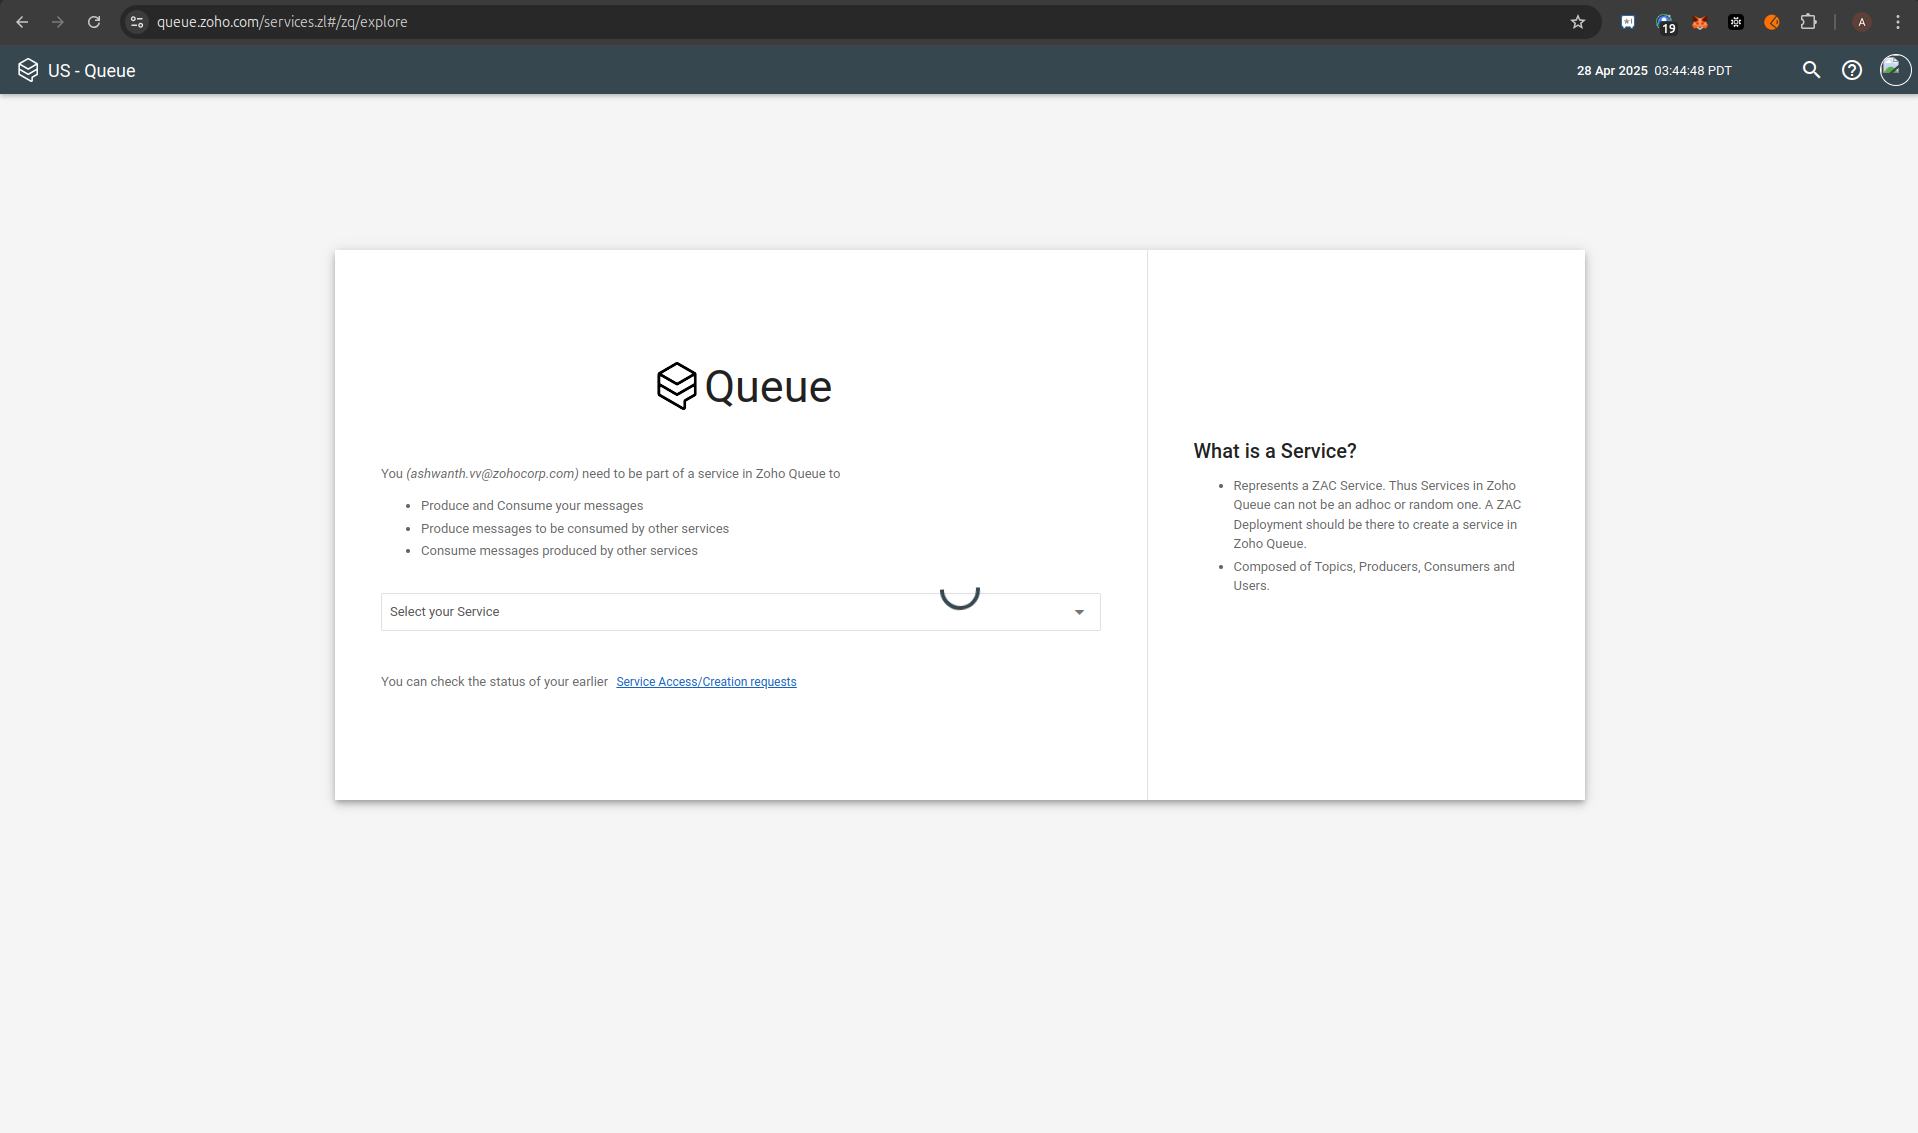 queue.zoho.com/services.zl#/zq/explore
19
A
US - Queue
28 Apr 2025 03:44:48 PDT
Queue
You (ashwanth.vv@zohocorp.com) need to be part of a service in Zoho Queue to
Produce and Consume your messages
Produce messages to be consumed by other services
Consume messages produced by other services
Select your Service
You can check the status of your earlier Service Access/Creation requests
What is a Service?
Represents a ZAC Service. Thus Services in Zoho
Queue can not be an adhoc or random one. A ZAC
Deployment should be there to create a service in
Zoho Queue.
Composed of Topics, Producers, Consumers and
Users.